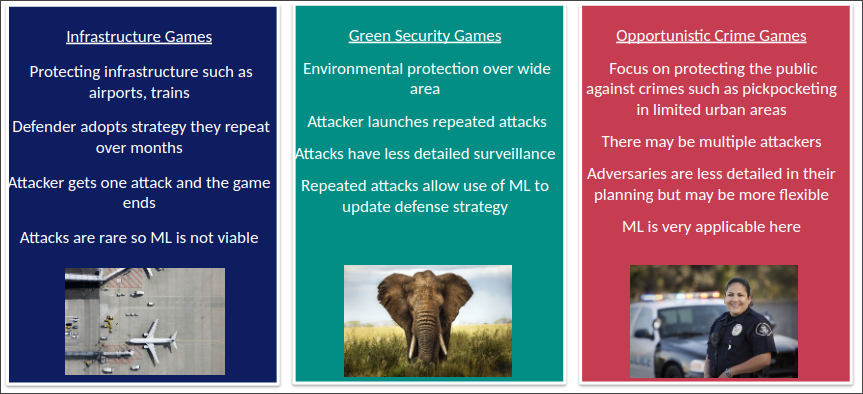 Infrastructure Games
Protecting infrastructure such as
airports, trains
Defender adopts strategy they repeat
over months
Attacker gets one attack and the game
ends
Attacks are rare so ML is not viable
Green Security Games
Environmental protection over wide
area
Attacker launches repeated attacks
Attacks have less detailed surveillance
Repeated attacks allow use of ML to
update defense strategy
Opportunistic Crime Games
Focus on protecting the public
against crimes such as pickpocketing
in limited urban areas
There may be multiple attackers
Adversaries are less detailed in their
planning but may be more flexible
ML is very applicable here